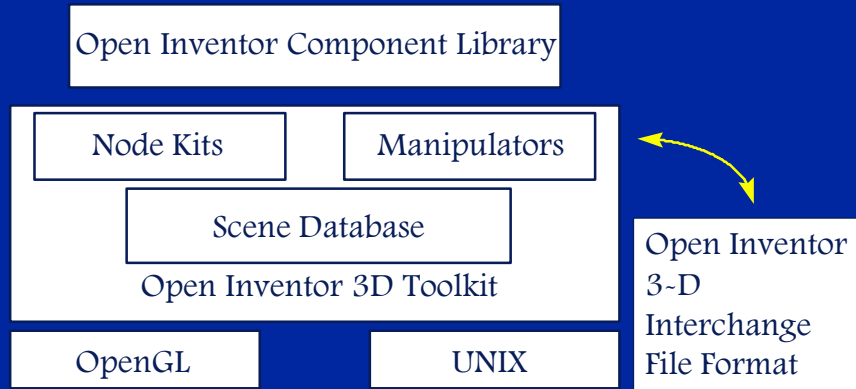 Open Inventor Component Library
Node Kits
Manipulators
Scene Database
Open Inventor 3D Toolkit
Open Inventor
3-D
Interchange
File Format
OpenGL
UNIX